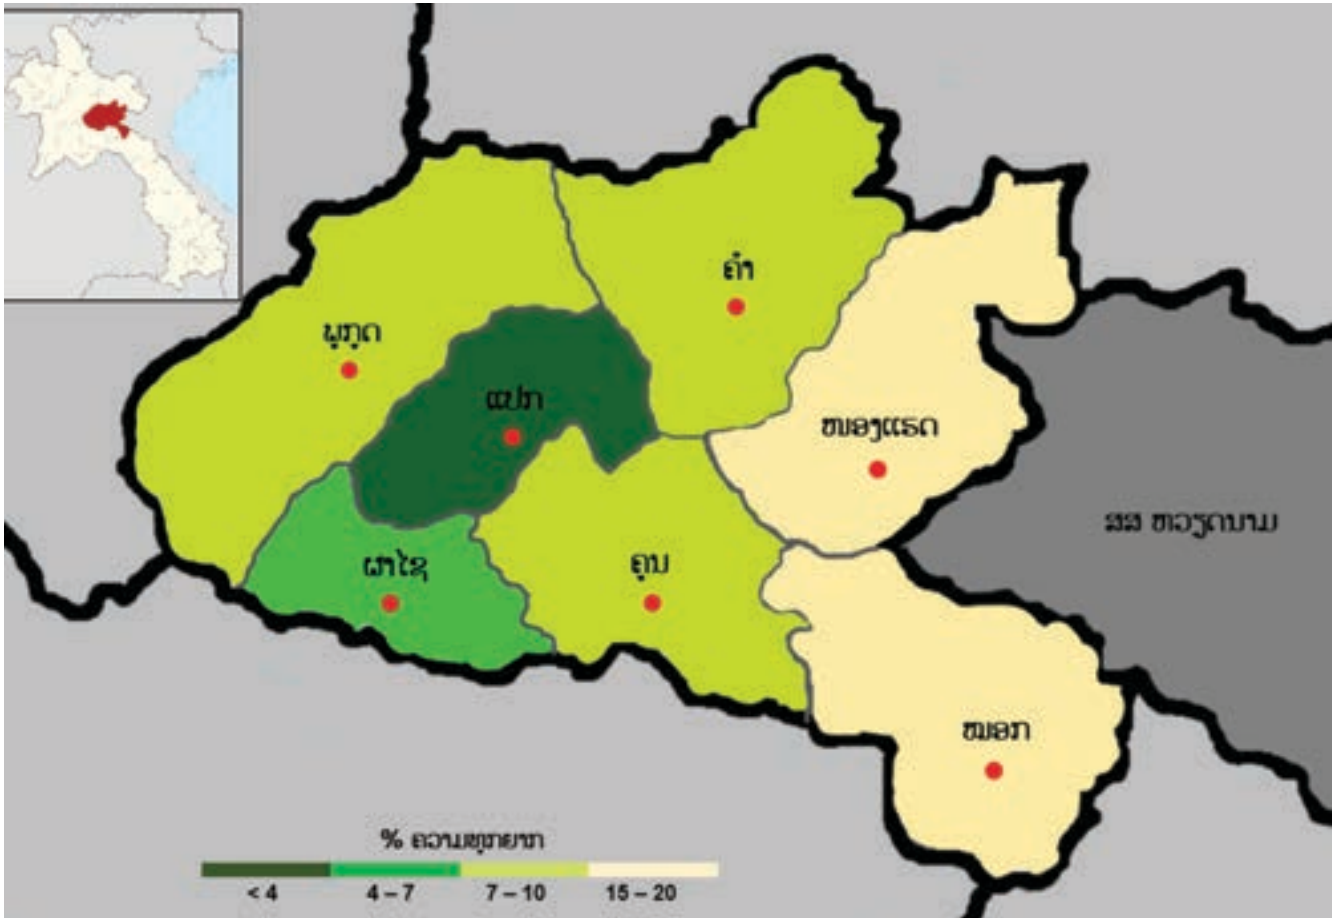 ຄຳ
ພູກູດ
ແປກ
ໜອງແຮດ
ສສ ຫວຽດນາມ
ຜາໄຊ
ຄູນ
ໝອກ
% ຄວາມທຸກຍາກ
< 4
4 – 7
7 – 10
15 – 20